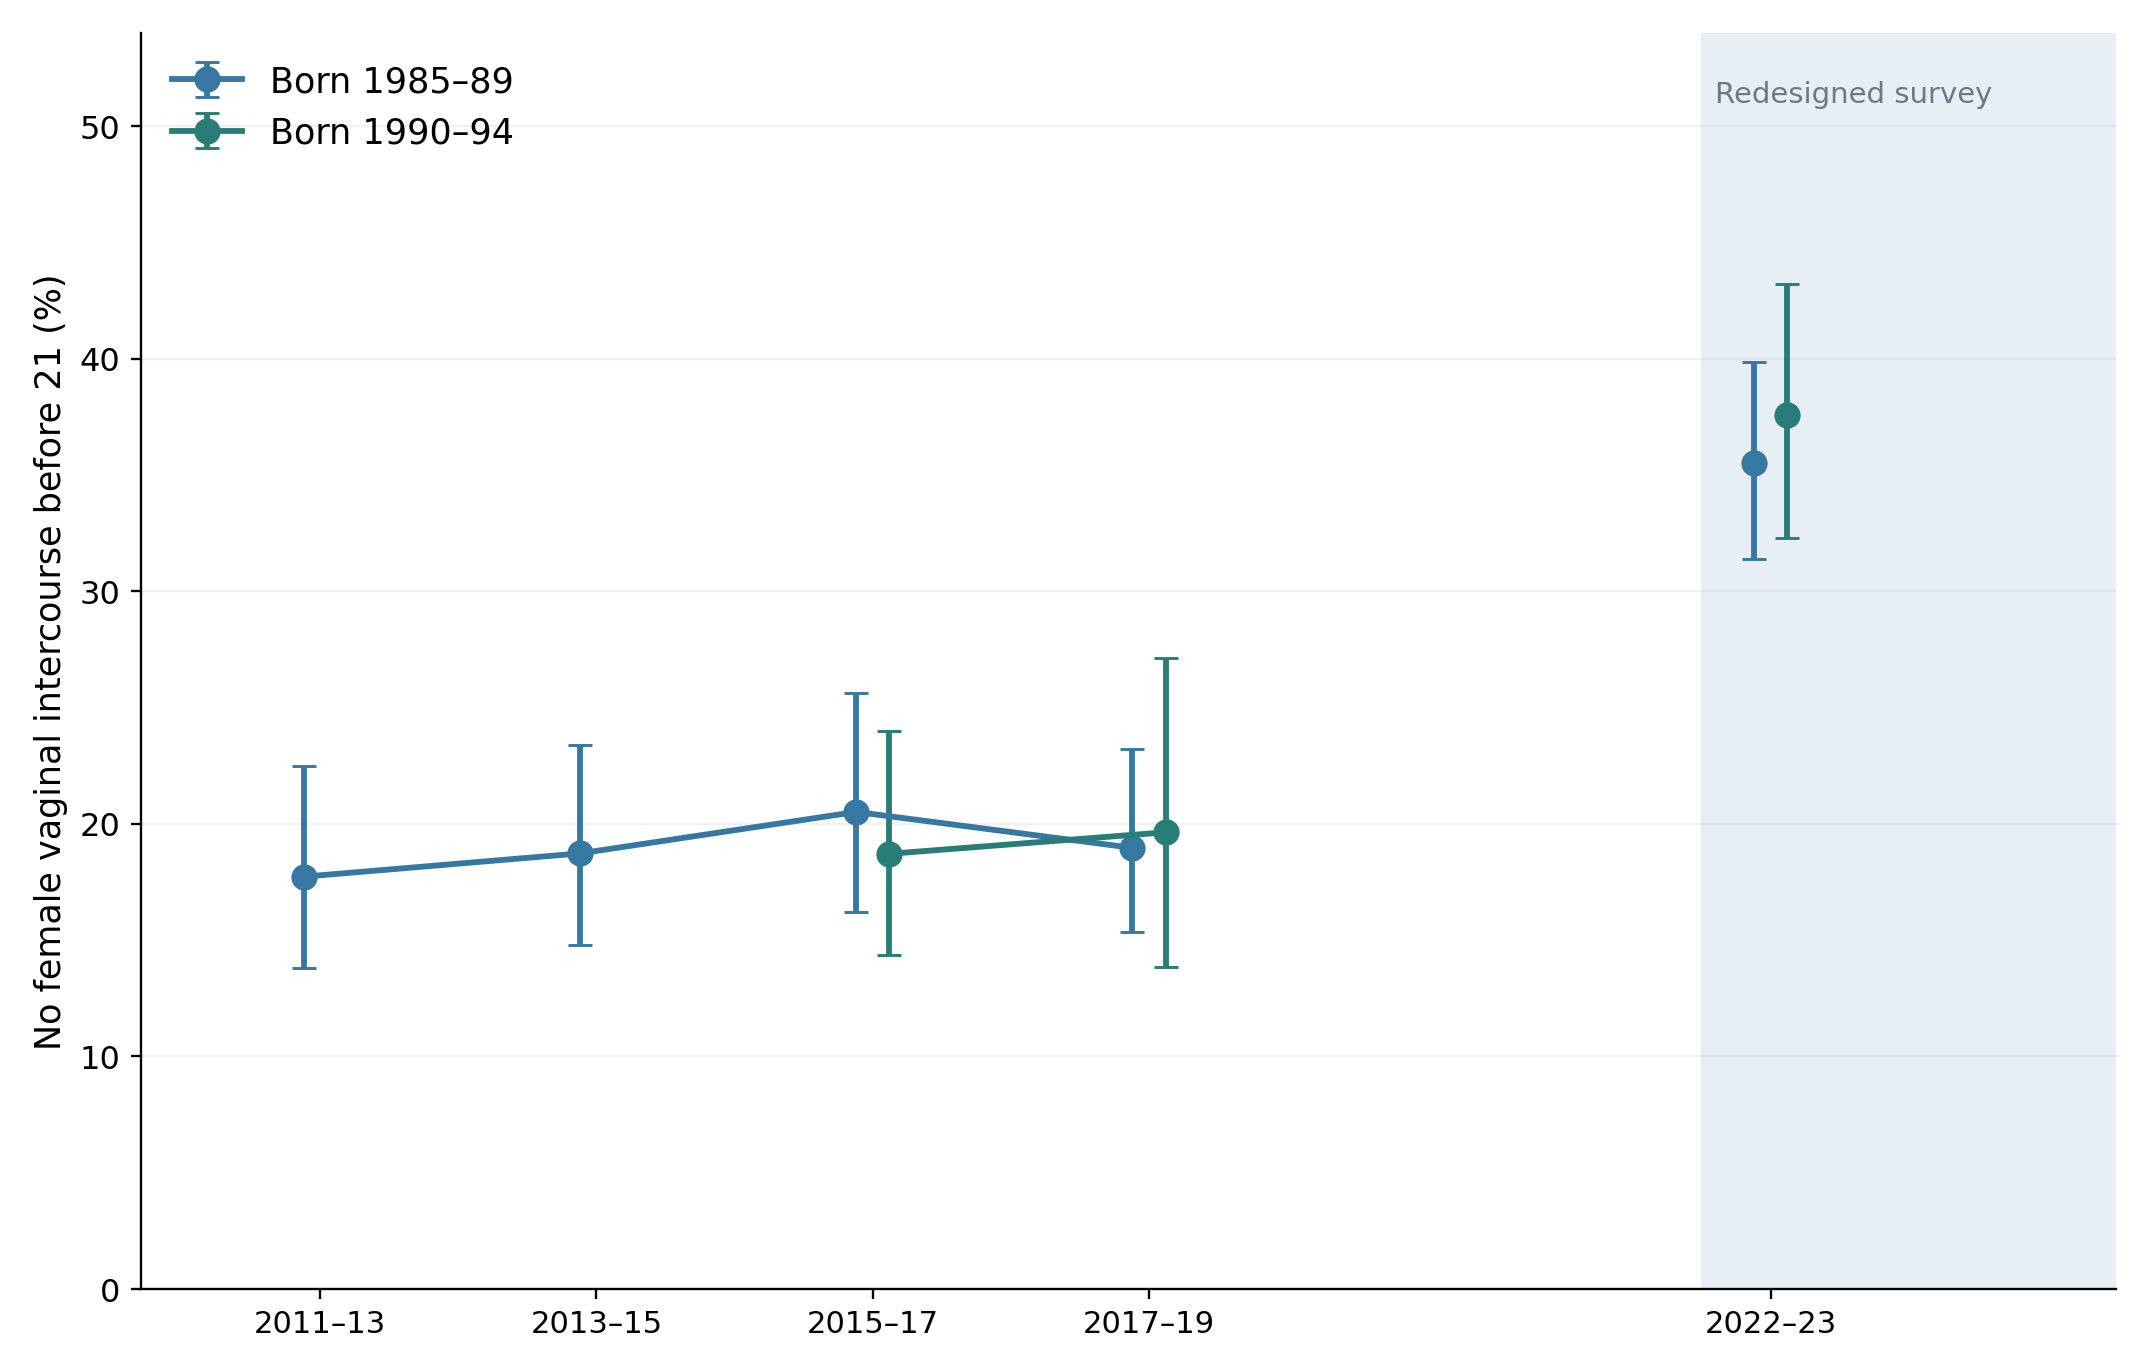 Born 1985–89
Born 1990–94
Redesigned survey
No female vaginal intercourse before 21 (%)
50
40
30
20
10
0
2011–13
2013–15
2015–17
2017–19
2022–23